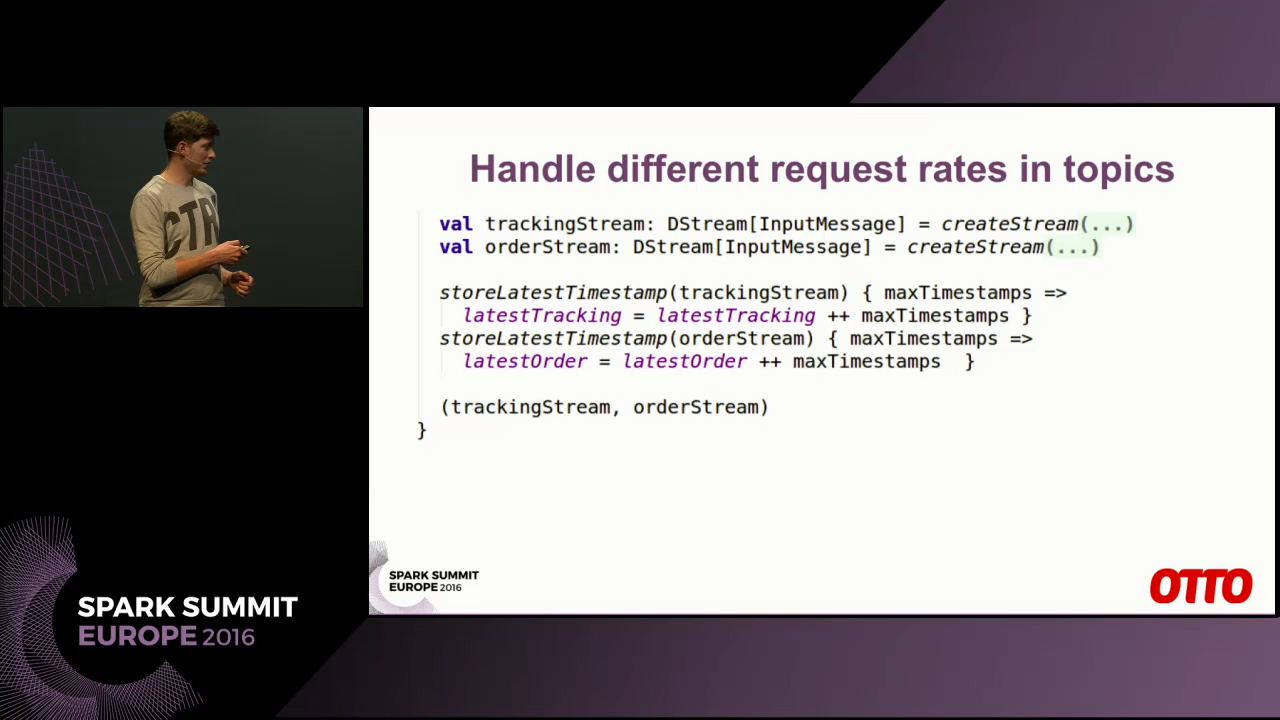 CTRL
Handle different request rates in topics
val trackingStream: DStream[InputMessage] = createStream(...)
val orderStream: DStream[InputMessage] = createStream(...)
storeLatestTimestamp(trackingStream) { maxTimestamps =>
latestTracking = latestTracking ++ maxTimestamps }
storeLatestTimestamp(orderStream) { maxTimestamps =>
latestOrder = latestOrder ++ maxTimestamps  }
(trackingStream, orderStream)
}
SPARK SUMMIT
EUROPE 2016
OTTO
SPARK SUMMIT
EUROPE 2016